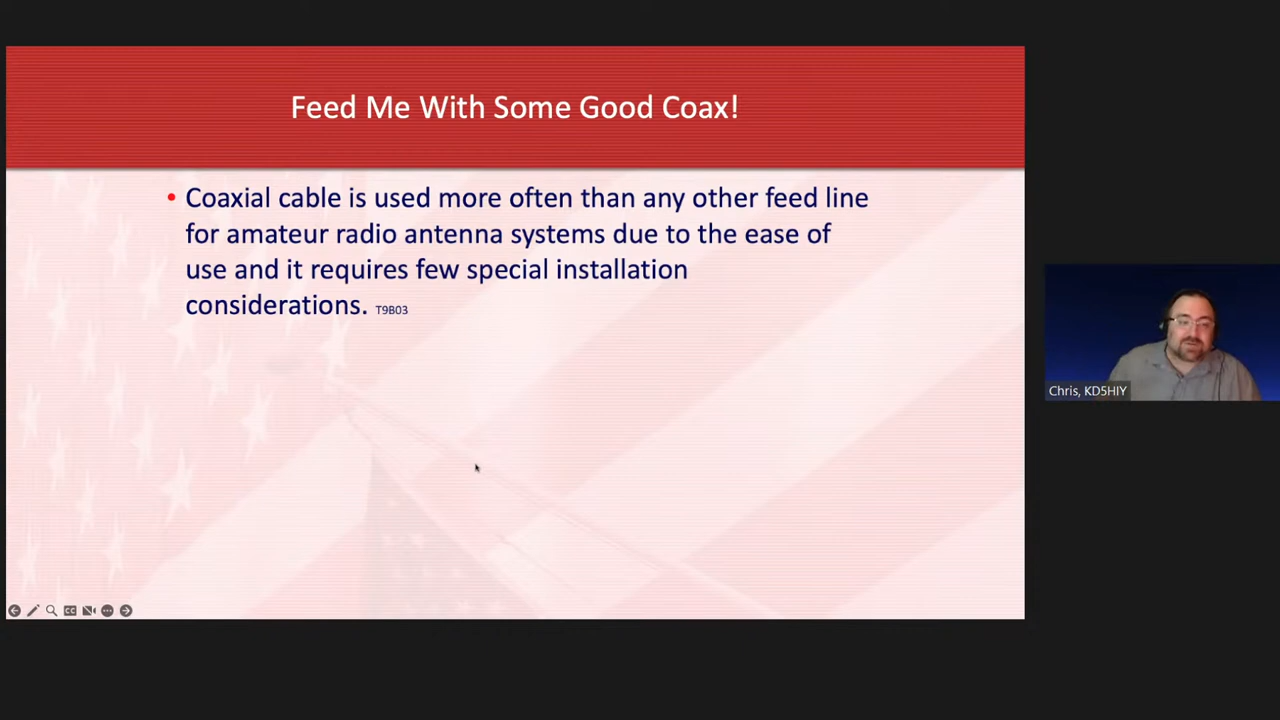 Feed Me With Some Good Coax!
• Coaxial cable is used more often than any other feed line
for amateur radio antenna systems due to the ease of
use and it requires few special installation
considerations. T9B03
Chris, KD5HIY
CC